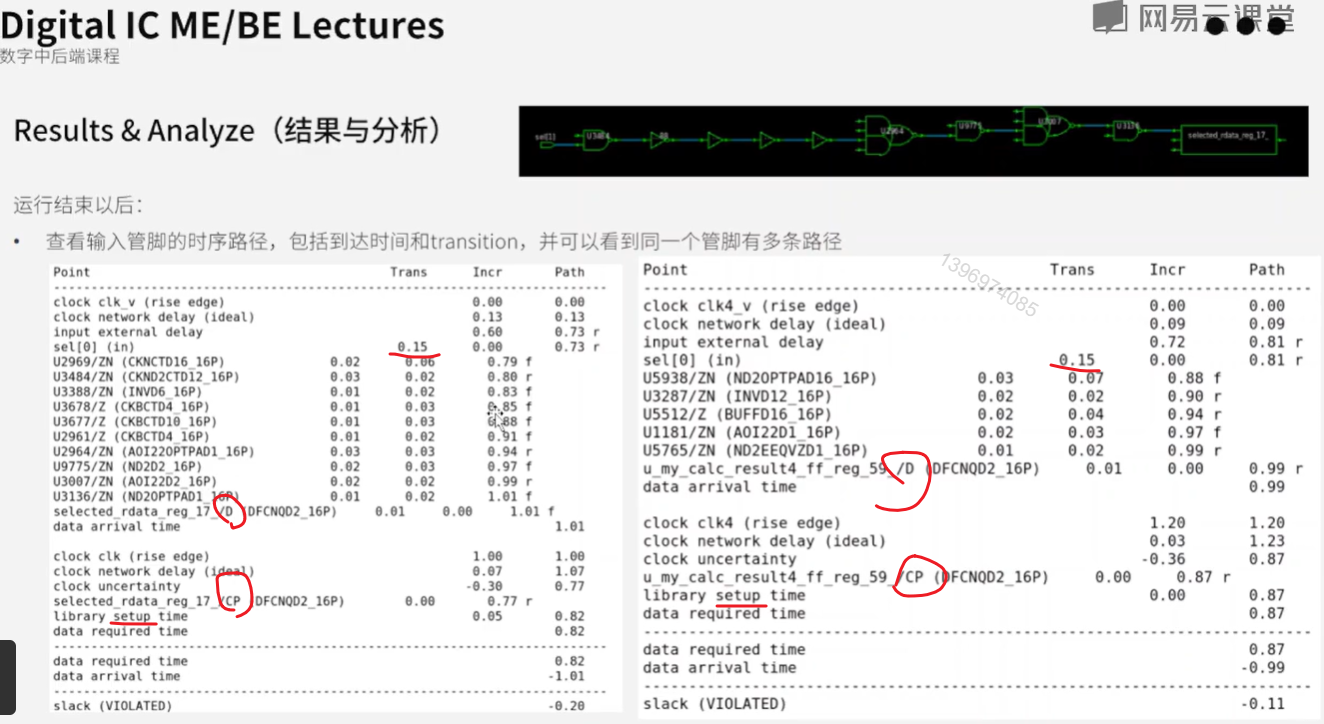 Digital IC ME/BE Lectures
网易云课堂
数字中后端课程
Results & Analyze（结果与分析）
sel[1] U3484 U2964 U9775 U3007 U3136 selected_rdata_reg_17_
运行结束以后：
• 查看输入管脚的时序路径，包括到达时间和transition，并可以看到同一个管脚有多条路径
1396974085
Point Trans Incr Path
clock clk_v (rise edge) 0.00 0.00
clock network delay (ideal) 0.13 0.13
input external delay 0.60 0.73 r
sel[0] (in) 0.15 0.00 0.73 r
U2969/ZN (CKNCTD16_16P) 0.02 0.06 0.79 f
U3484/ZN (CKND2CTD12_16P) 0.03 0.02 0.80 r
U3388/ZN (INVD6_16P) 0.01 0.02 0.83 f
U3678/Z (CKBCTD4_16P) 0.01 0.03 0.85 f
U3677/Z (CKBCTD10_16P) 0.01 0.03 0.88 f
U2961/Z (CKBCTD4_16P) 0.01 0.02 0.91 f
U2964/ZN (AOI22OPTPAD1_16P) 0.03 0.03 0.94 r
U9775/ZN (ND2D2_16P) 0.02 0.03 0.97 f
U3007/ZN (AOI22D2_16P) 0.02 0.02 0.99 r
U3136/ZN (ND2OPTPAD1_16P) 0.01 0.02 1.01 f
selected_rdata_reg_17_/D (DFCNQD2_16P) 0.01 0.00 1.01 f
data arrival time 1.01
clock clk (rise edge) 1.00 1.00
clock network delay (ideal) 0.07 1.07
clock uncertainty -0.30 0.77
selected_rdata_reg_17_/CP (DFCNQD2_16P) 0.00 0.77 r
library setup time 0.05 0.82
data required time 0.82
data required time 0.82
data arrival time -1.01
slack (VIOLATED) -0.20
Point Trans Incr Path
clock clk4_v (rise edge) 0.00 0.00
clock network delay (ideal) 0.09 0.09
input external delay 0.72 0.81 r
sel[0] (in) 0.15 0.00 0.81 r
U5938/ZN (ND2OPTPAD16_16P) 0.03 0.07 0.88 f
U3287/ZN (INVD12_16P) 0.02 0.02 0.90 r
U5512/Z (BUFFD16_16P) 0.02 0.04 0.94 r
U1181/ZN (AOI22D1_16P) 0.02 0.03 0.97 f
U5765/ZN (ND2EEQVZD1_16P) 0.01 0.02 0.99 r
u_my_calc_result4_ff_reg_59_/D (DFCNQD2_16P) 0.01 0.00 0.99 r
data arrival time 0.99
clock clk4 (rise edge) 1.20 1.20
clock network delay (ideal) 0.03 1.23
clock uncertainty -0.36 0.87
u_my_calc_result4_ff_reg_59_/CP (DFCNQD2_16P) 0.00 0.87 r
library setup time 0.00 0.87
data required time 0.87
data required time 0.87
data arrival time -0.99
slack (VIOLATED) -0.11